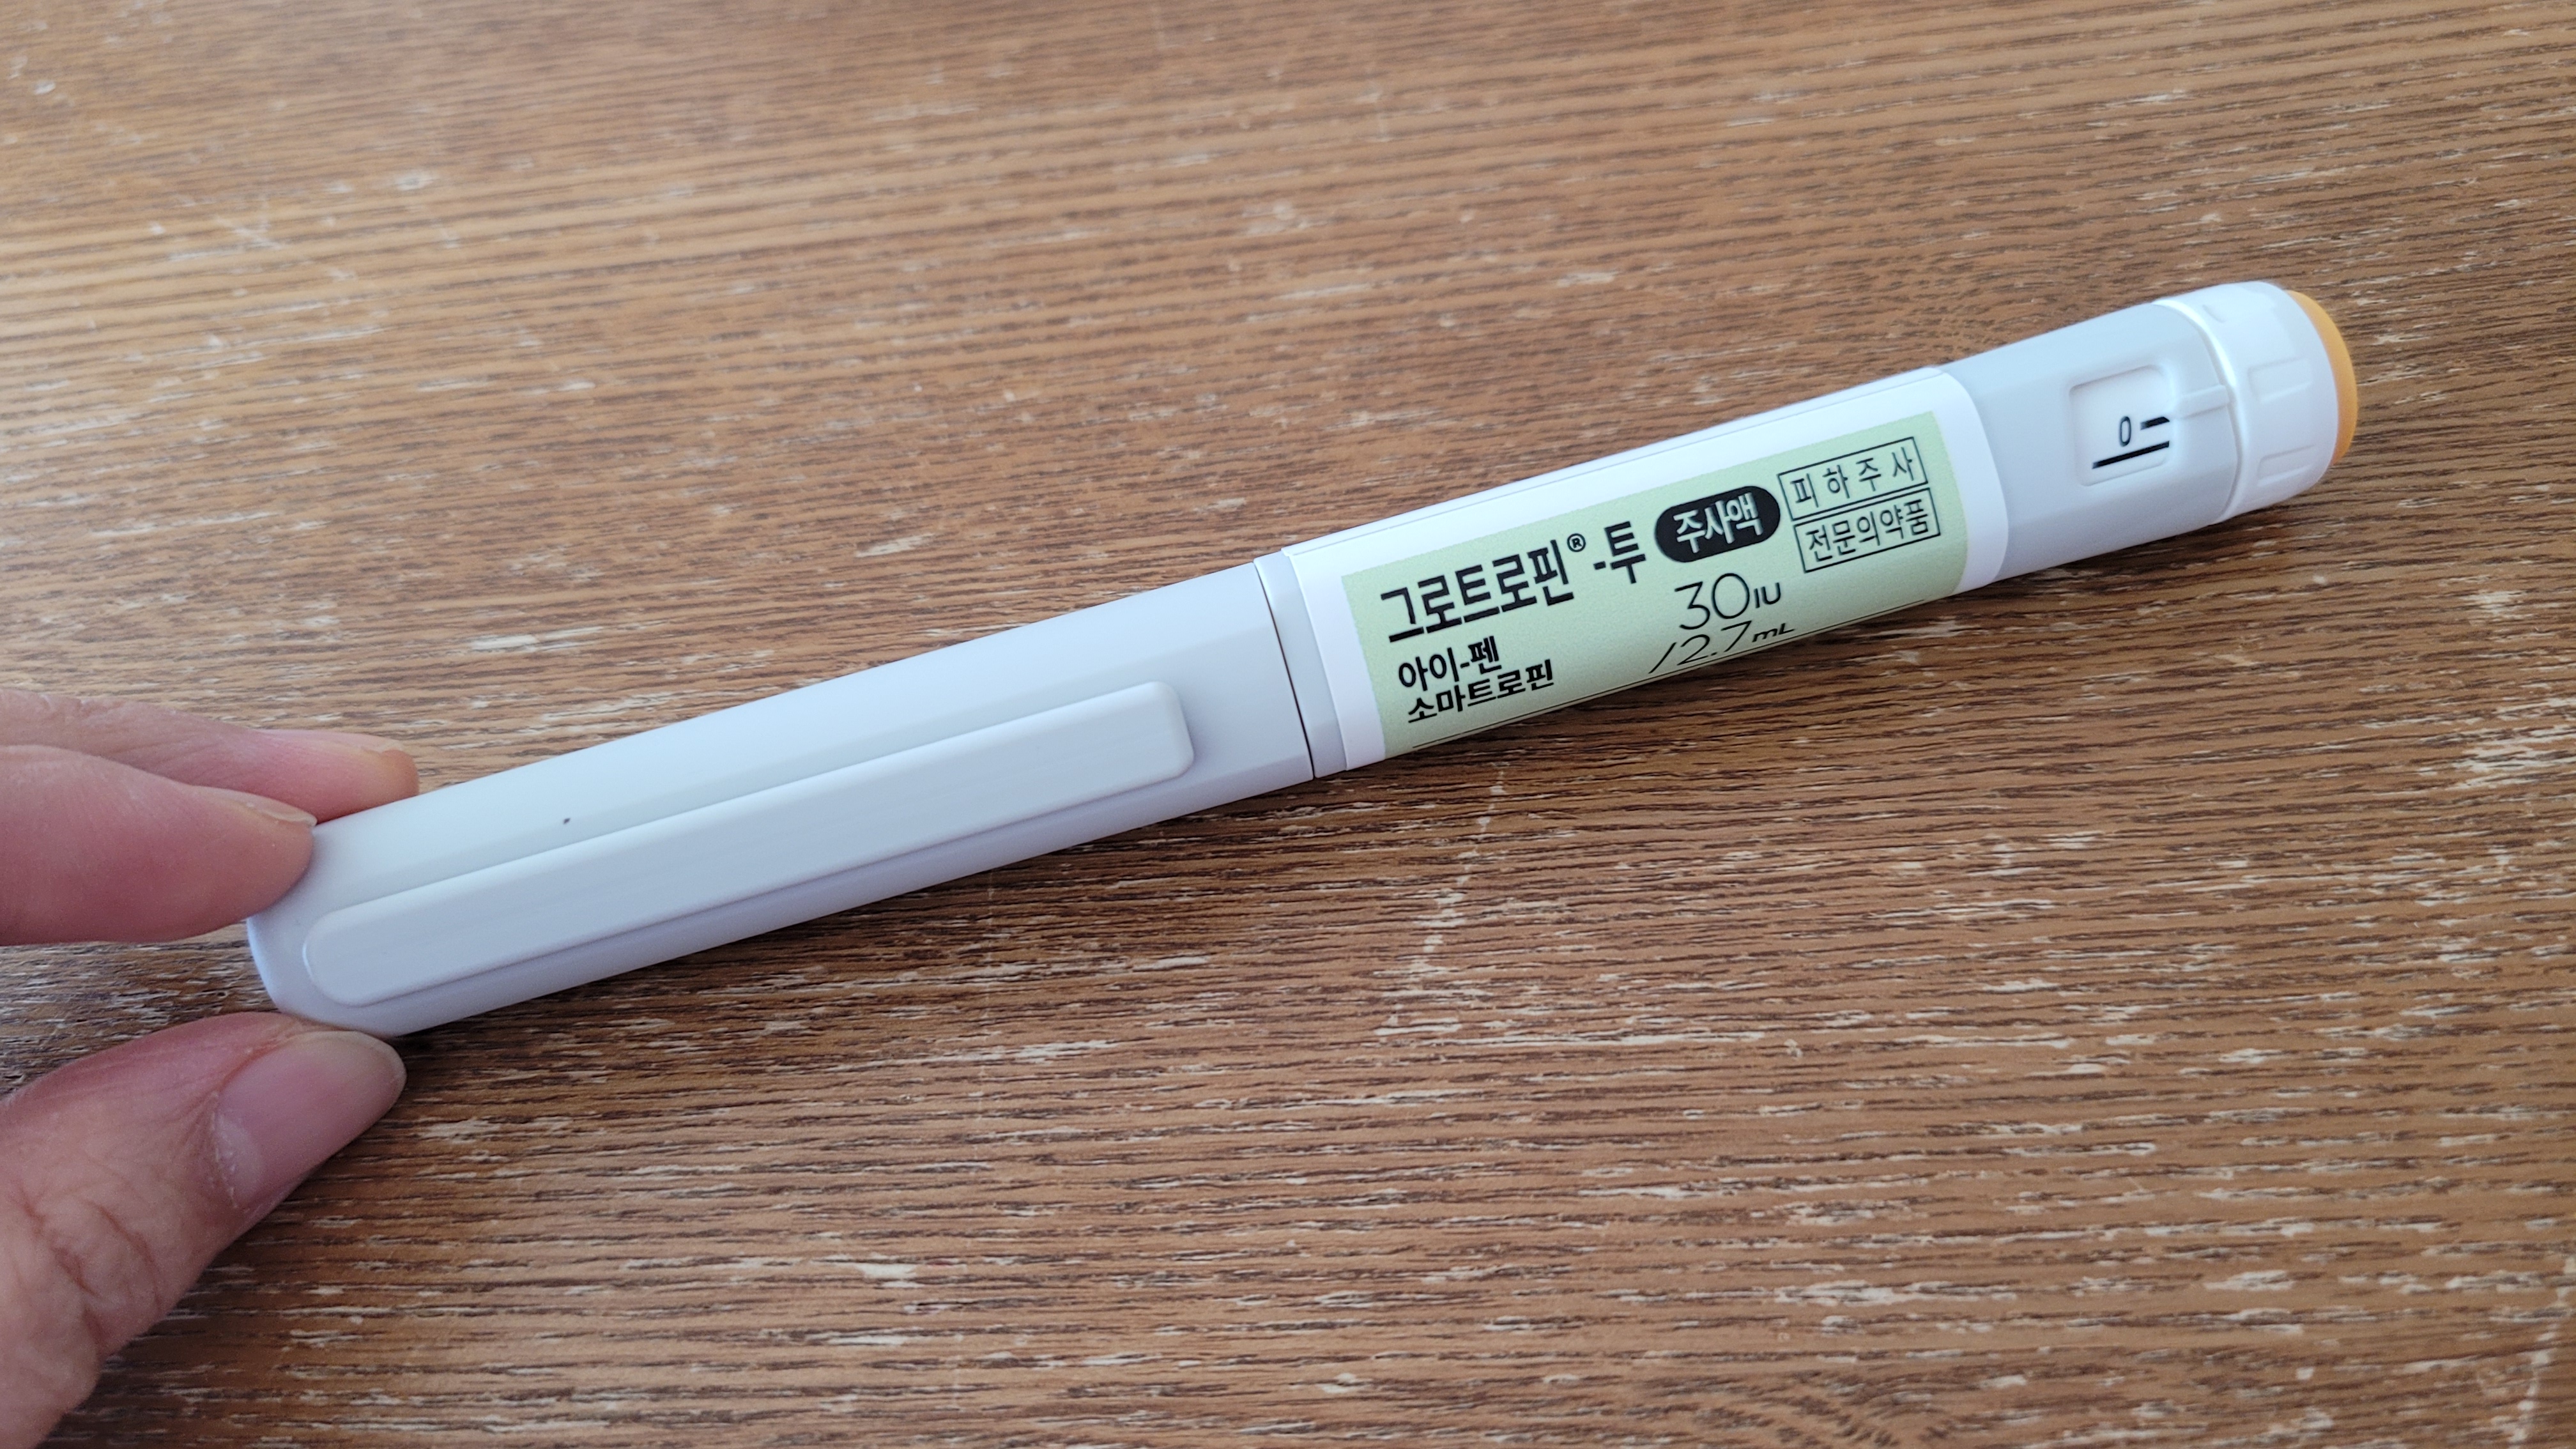 그로트로핀®-투 주사액
피하주사
전문의약품
아이-펜
소마트로핀
30IU
/2.7mL
0